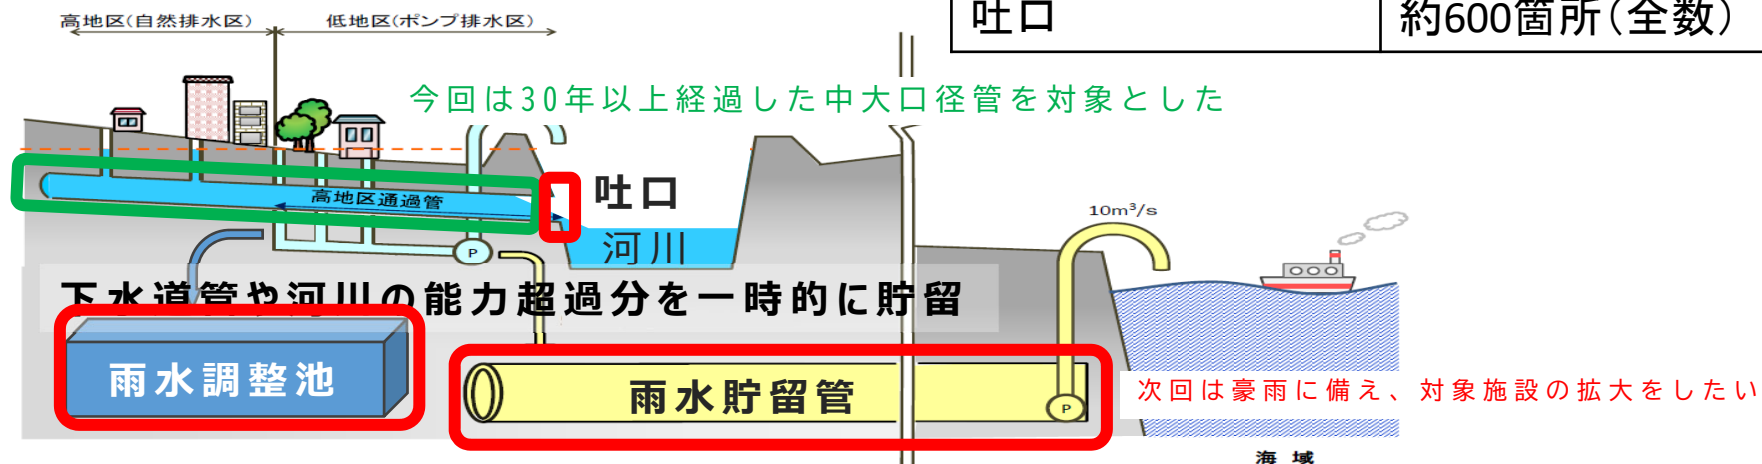 吐口
約600箇所(全数)
高地区(自然排水区)
低地区(ポンプ排水区)
今回は30年以上経過した中大口径管を対象とした
高地区通過管
吐口
河川
P
10m³/s
下水道管や河川の能力超過分を一時的に貯留
雨水調整池
雨水貯留管
P
次回は豪雨に備え、対象施設の拡大をしたい
海域